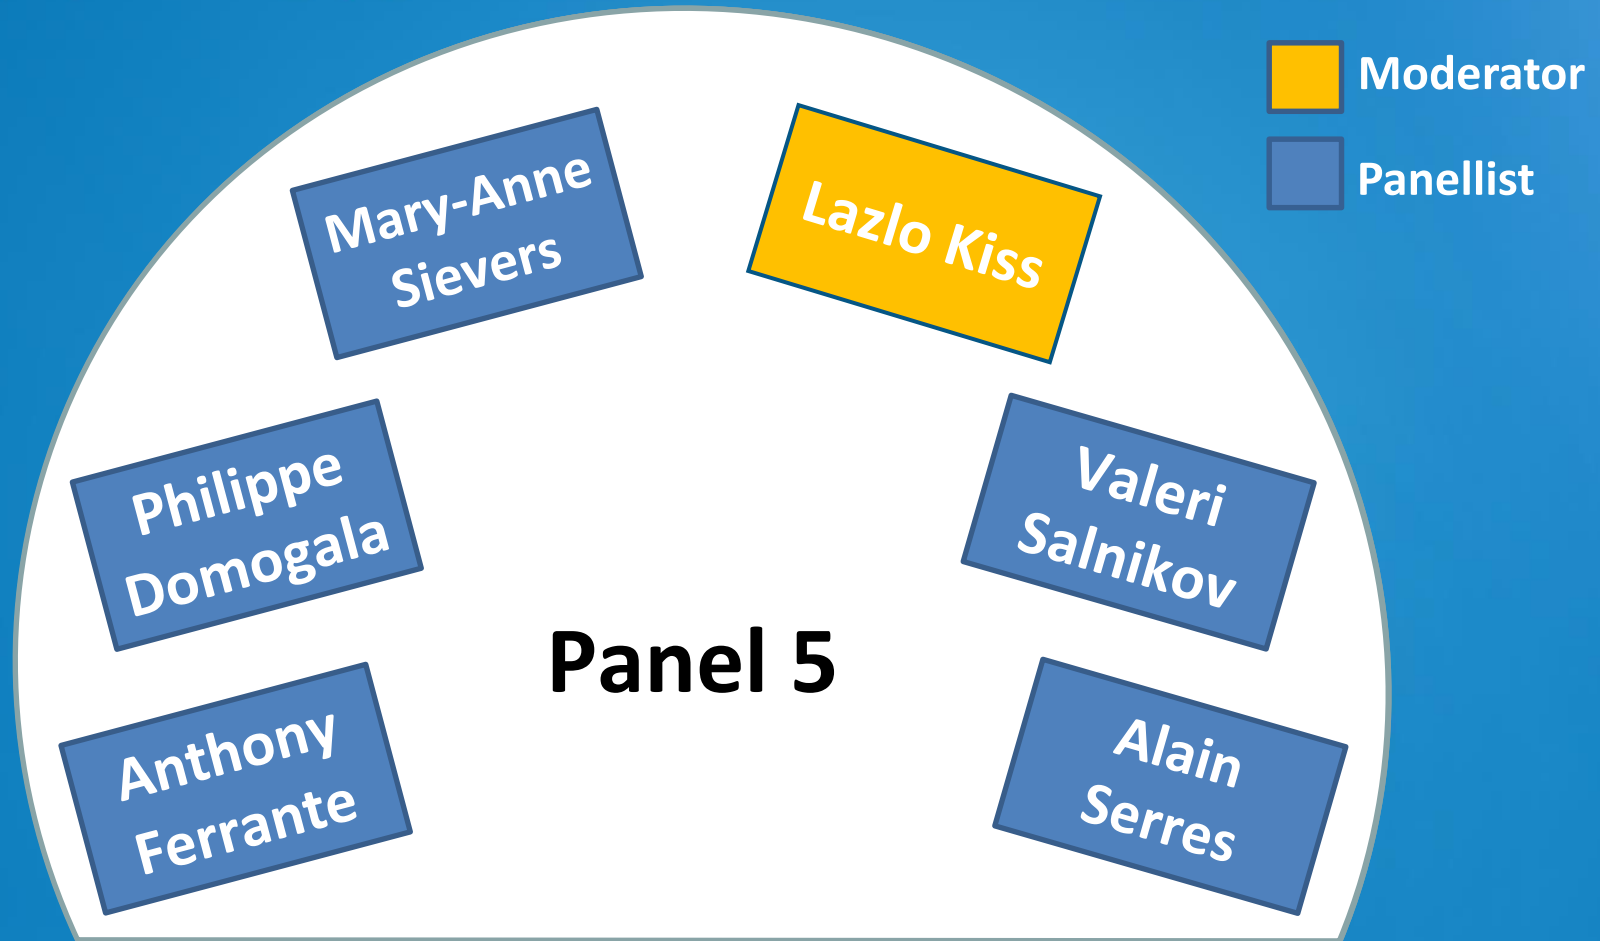 Moderator
Panellist
Mary-Anne
Sievers
Lazlo Kiss
Philippe
Domogala
Valeri
Salnikov
Panel 5
Anthony
Ferrante
Alain
Serres